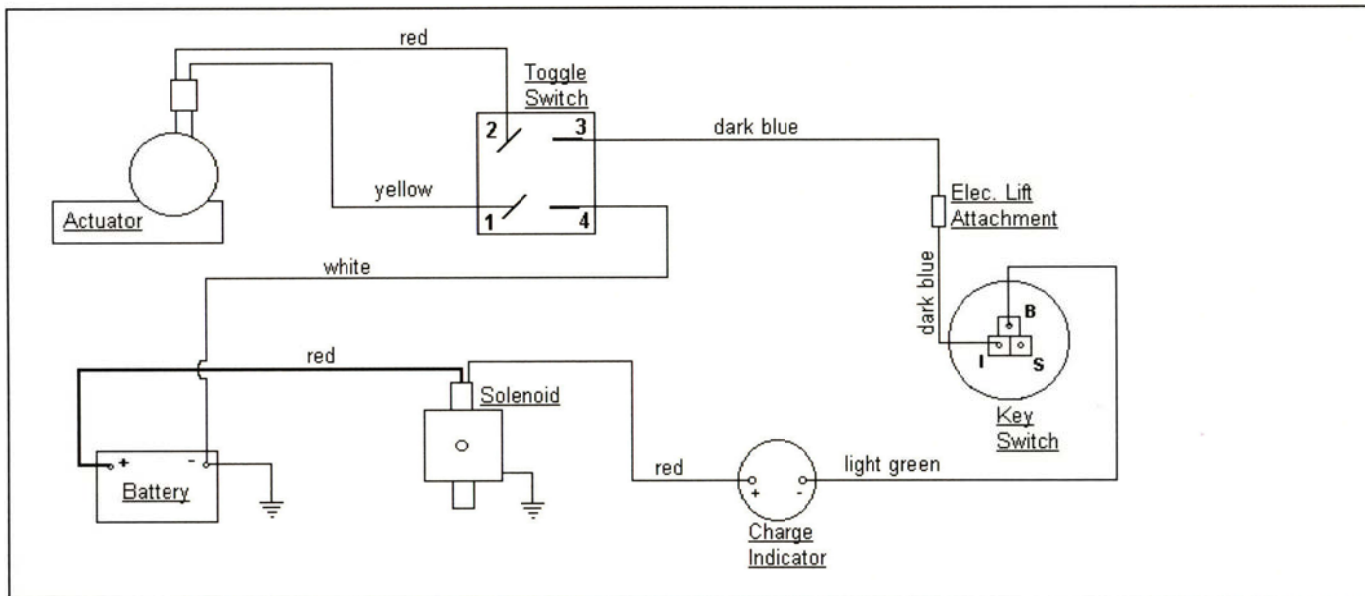 red
Toggle
Switch
2
3
dark blue
yellow
1
4
Actuator
Elec. Lift
Attachment
white
dark blue
B
I
S
red
Solenoid
Key
Switch
+
-
Battery
red
light green
+
-
Charge
Indicator